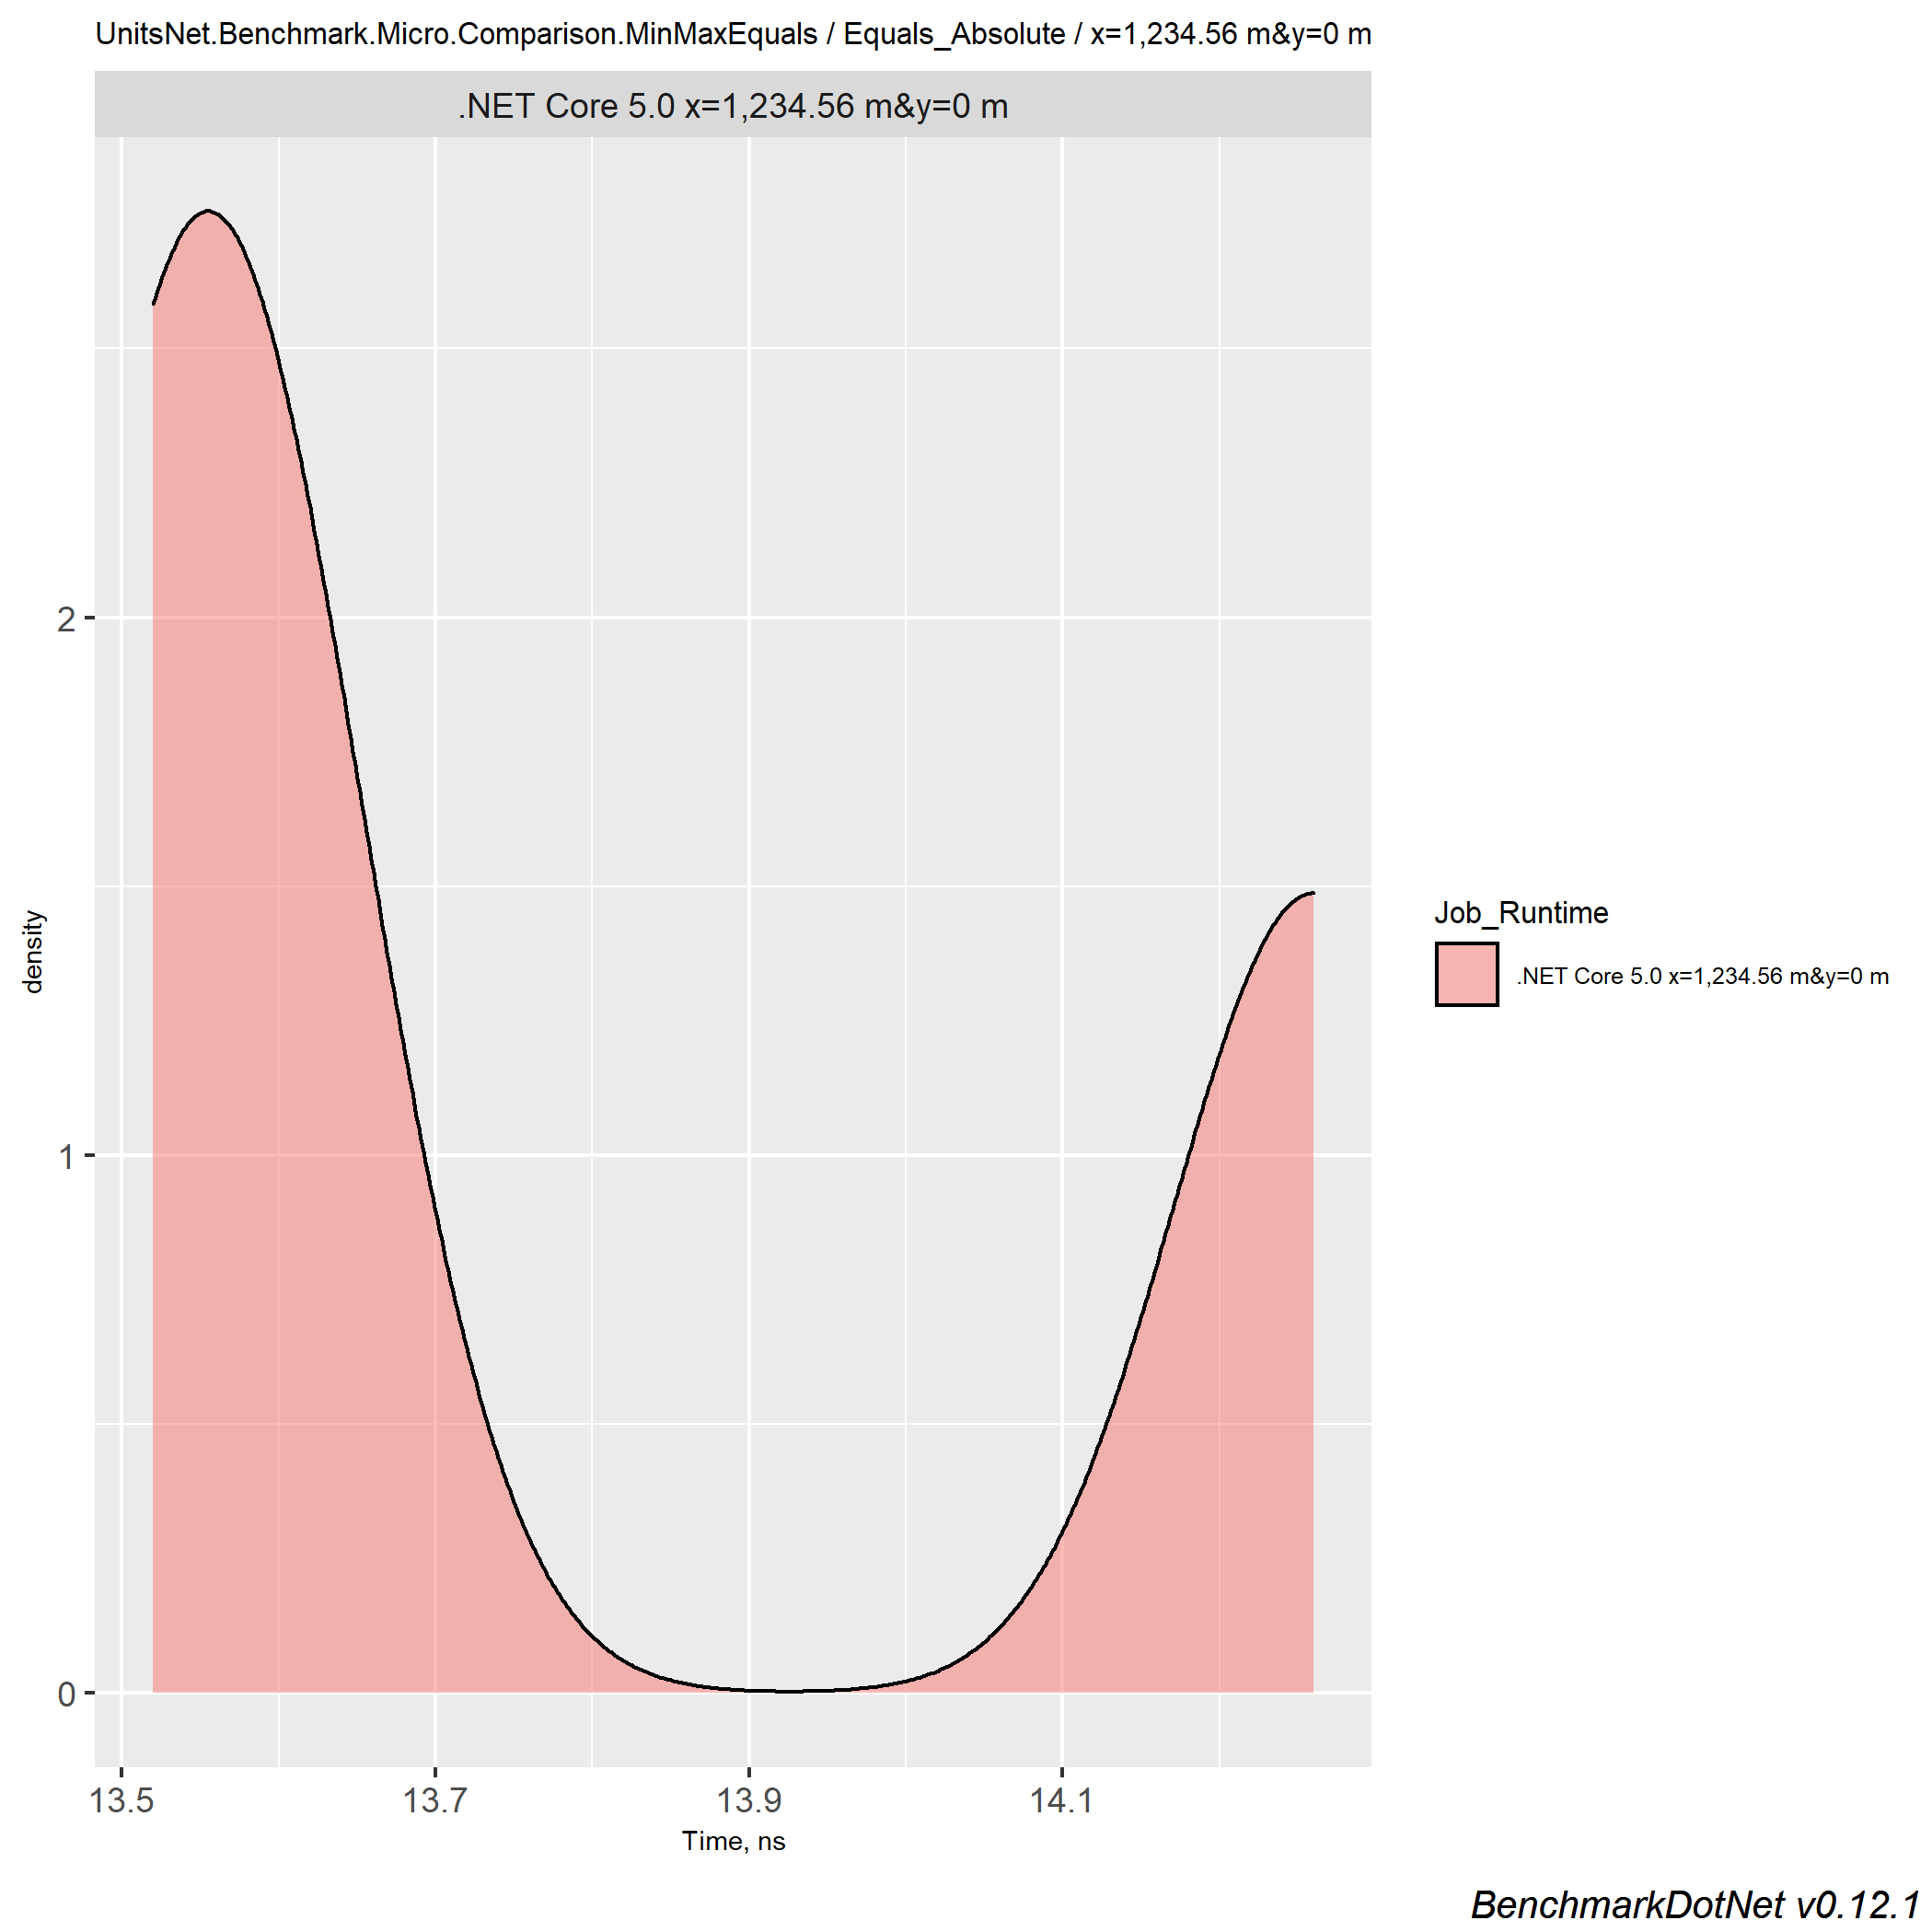 UnitsNet.Benchmark.Micro.Comparison.MinMaxEquals / Equals_Absolute / x=1,234.56 m&y=0 m
.NET Core 5.0 x=1,234.56 m&y=0 m
density
2
1
0
13.5 13.7 13.9 14.1
Time, ns
Job_Runtime
.NET Core 5.0 x=1,234.56 m&y=0 m
BenchmarkDotNet v0.12.1